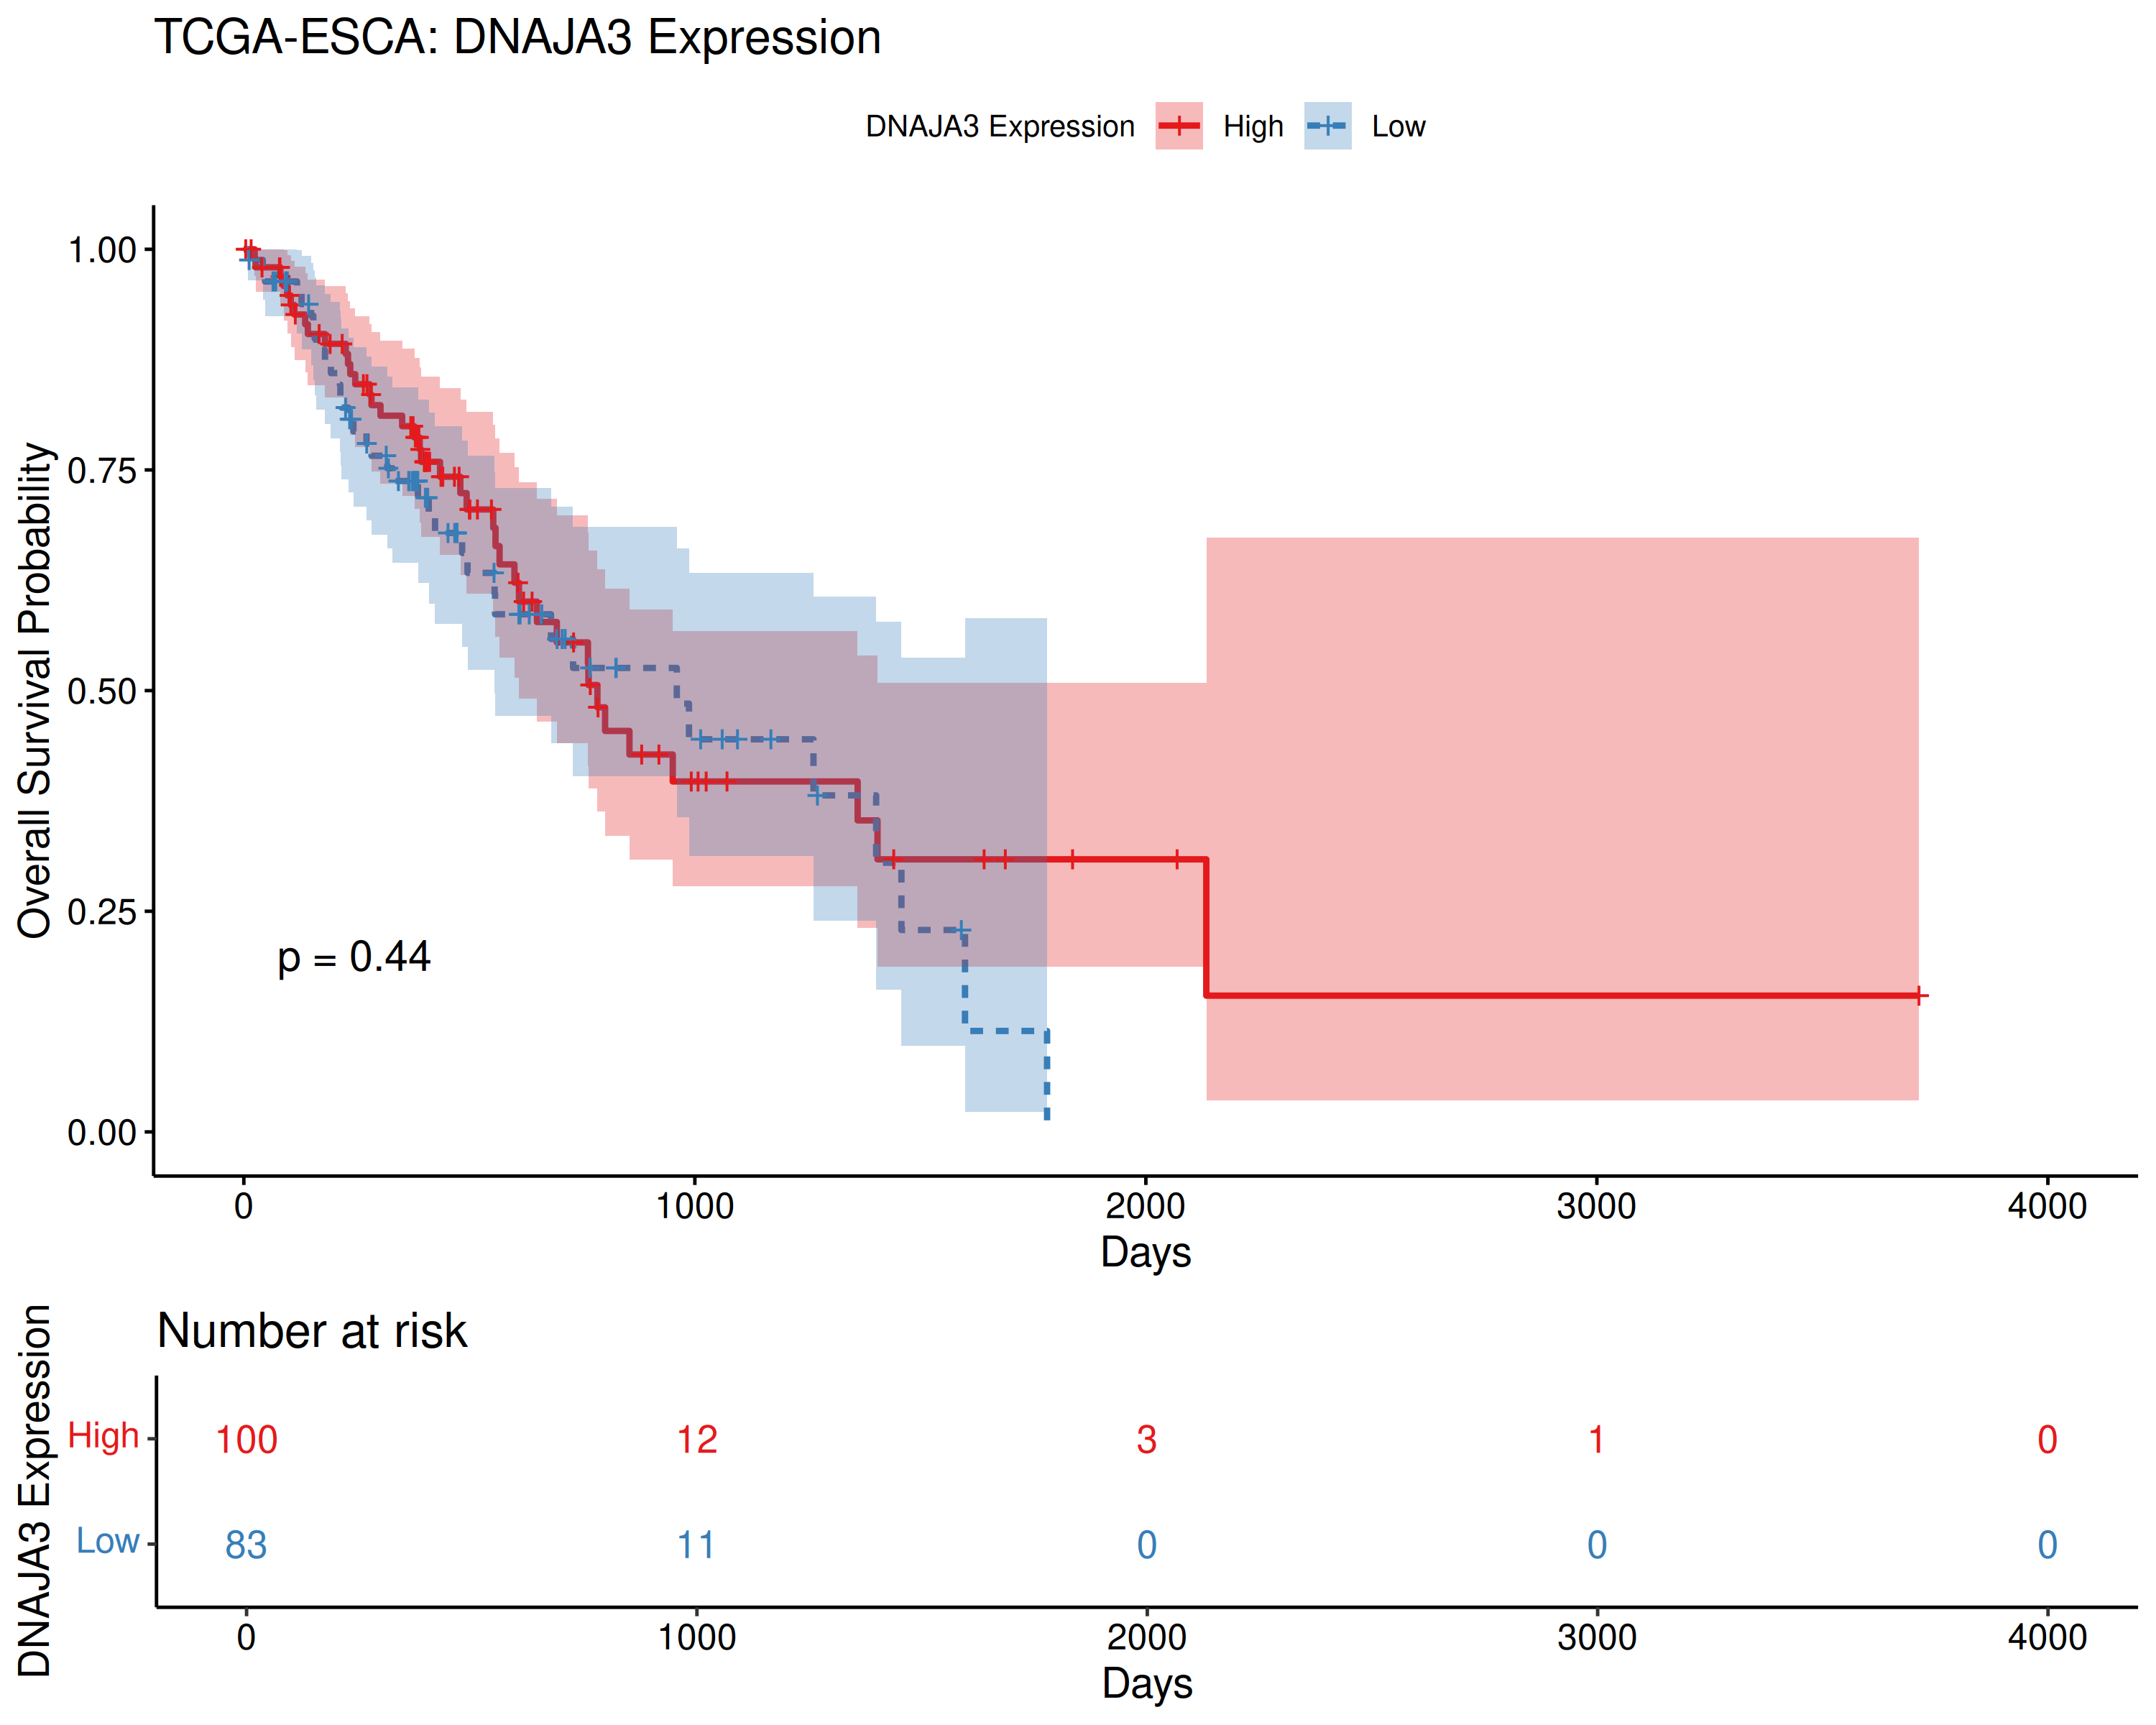 TCGA-ESCA: DNAJA3 Expression
DNAJA3 Expression High Low
Overall Survival Probability
1.00
0.75
0.50
0.25
0.00
p = 0.44
0 1000 2000 3000 4000
Days
Number at risk
DNAJA3 Expression
High 100 12 3 1 0
Low 83 11 0 0 0
0 1000 2000 3000 4000
Days